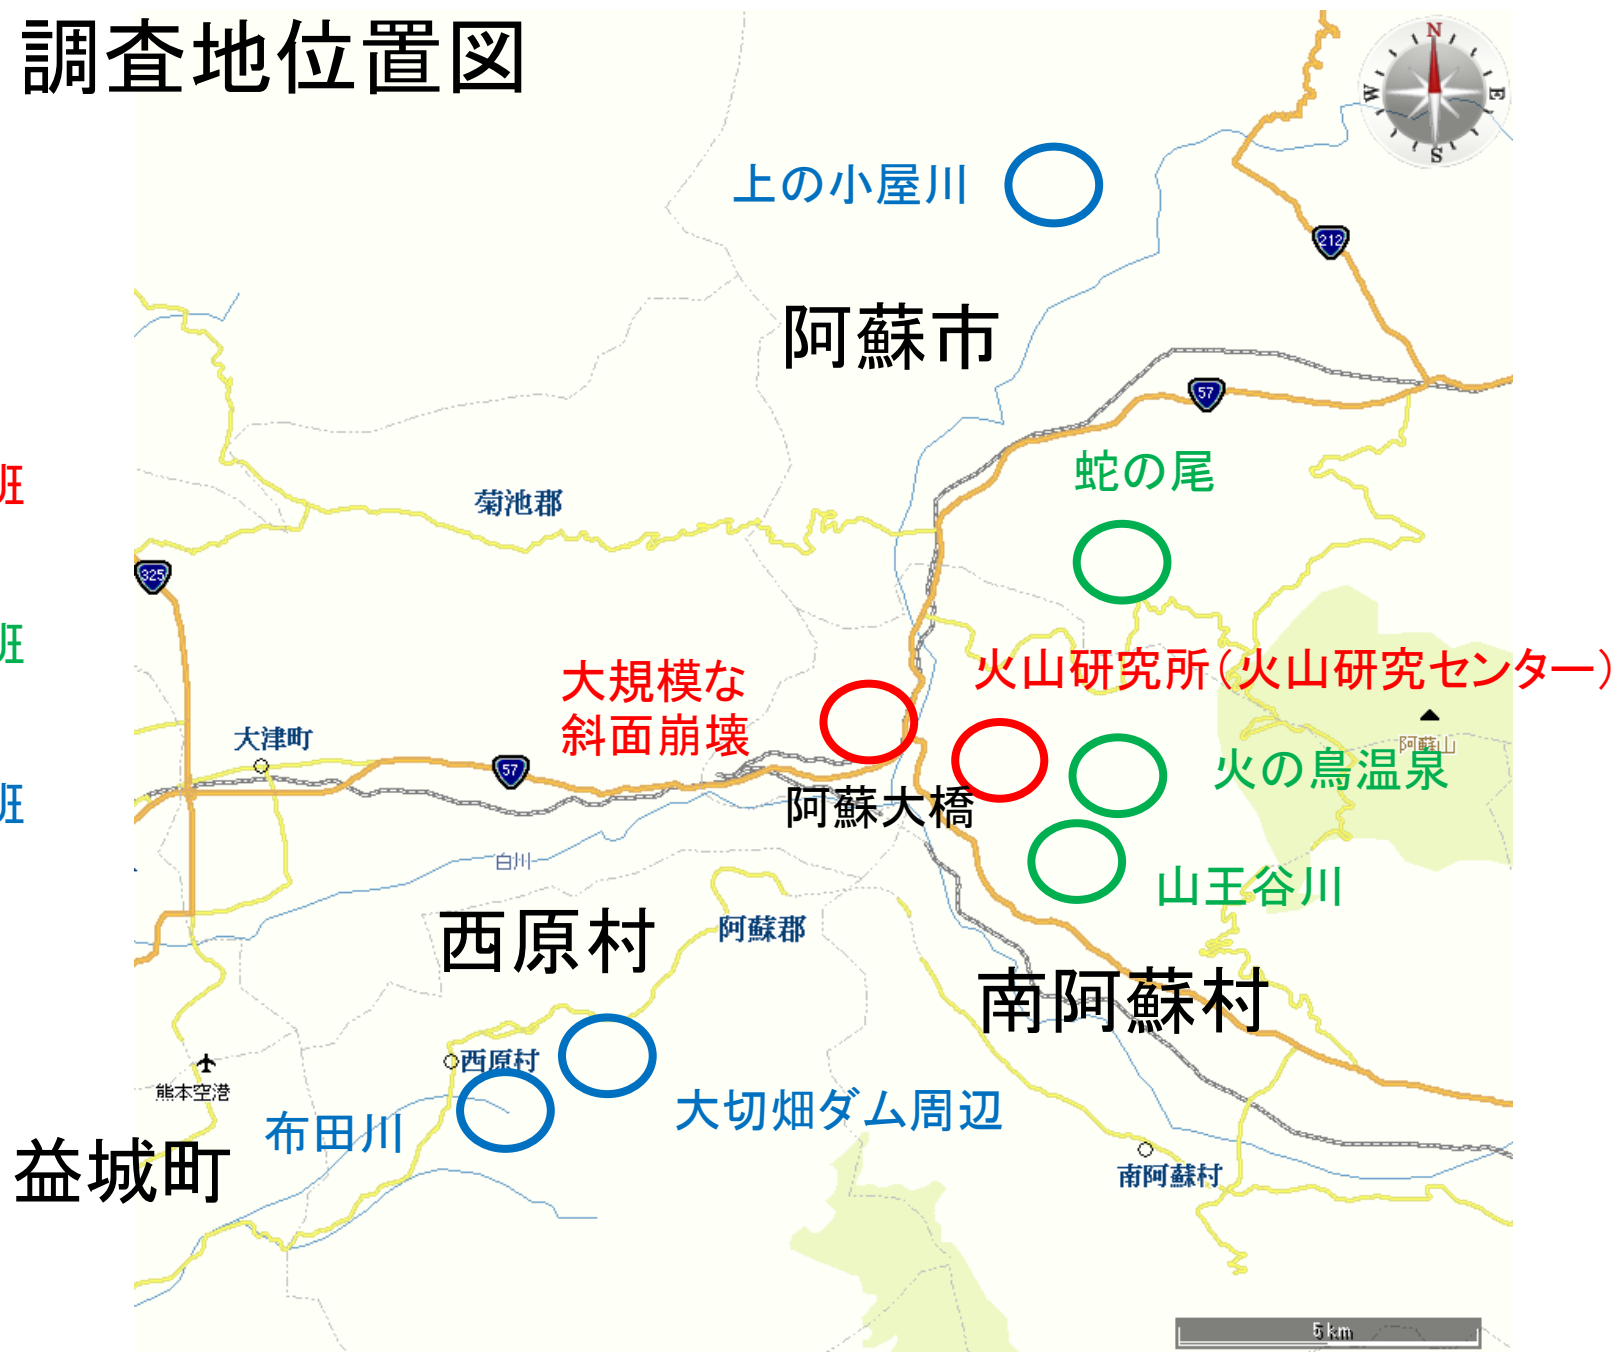 調査地位置図
N
W
E
S
上の小屋川
212
阿蘇市
57
蛇の尾
班
菊池郡
325
班
大規模な
斜面崩壊
火山研究所(火山研究センター)
大津町
57
阿蘇山
火の鳥温泉
班
阿蘇大橋
白川
山王谷川
西原村
阿蘇郡
南阿蘇村
西原村
熊本空港
大切畑ダム周辺
布田川
益城町
南阿蘇村
5 km